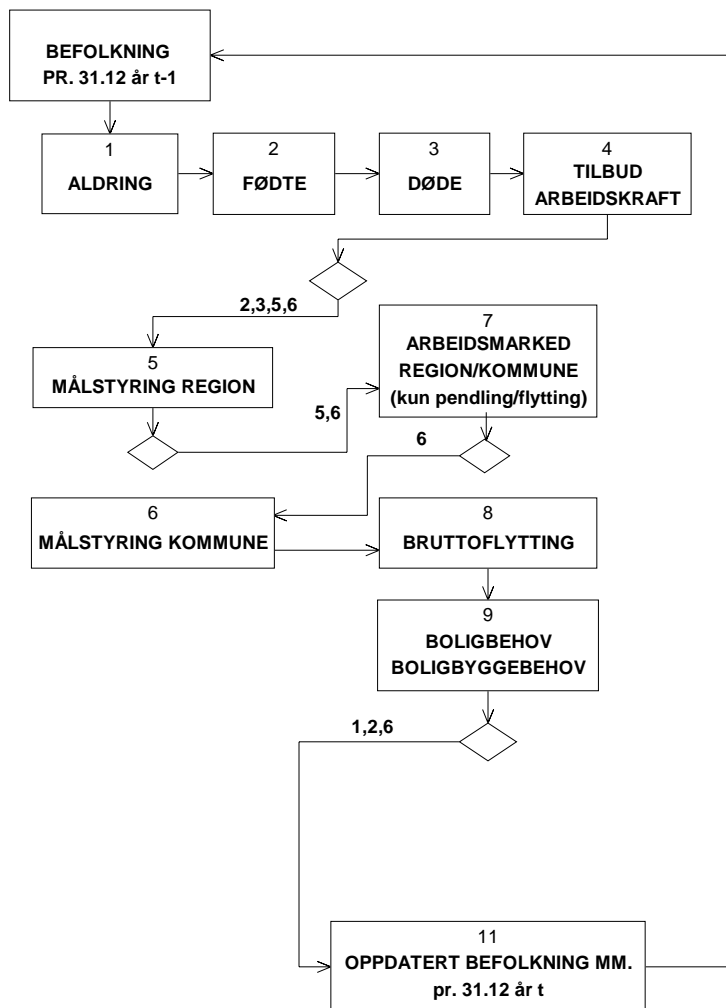 BEFOLKNING
PR. 31.12 år t-1
1
ALDRING
2
FØDTE
3
DØDE
4
TILBUD
ARBEIDSKRAFT
2,3,5,6
5
MÅLSTYRING REGION
5,6
7
ARBEIDSMARKED
REGION/KOMMUNE
(kun pendling/flytting)
6
6
MÅLSTYRING KOMMUNE
8
BRUTTOFLYTTING
9
BOLIGBEHOV
BOLIGBYGGEBEHOV
1,2,6
11
OPPDATERT BEFOLKNING MM.
pr. 31.12 år t